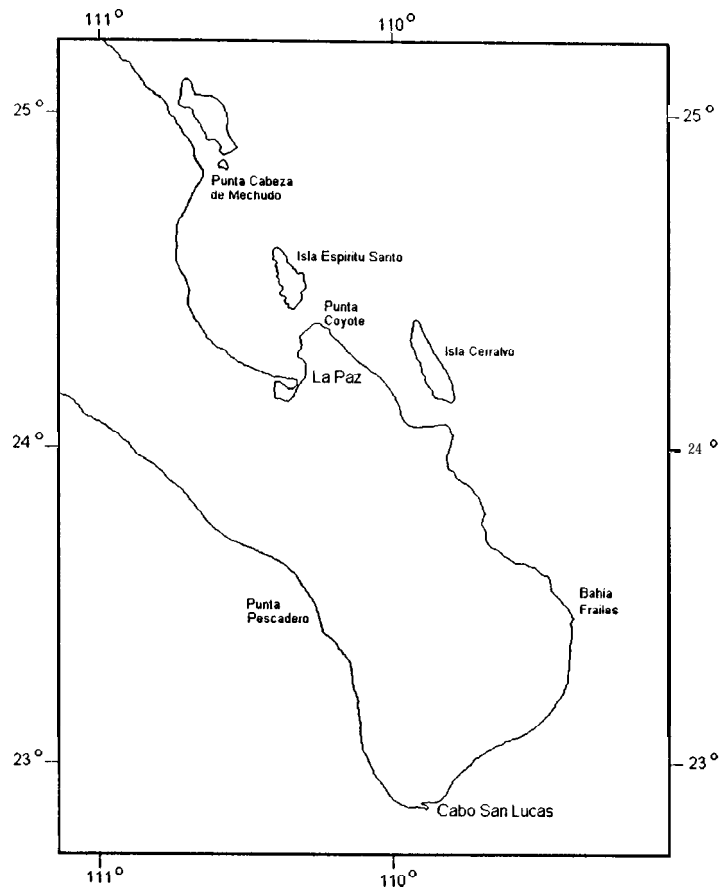 111°
110°
25°
25°
Punta Cabeza
de Mechudo
Isla Espiritu Santo
Punta
Coyote
Isla Cerralvo
La Paz
24°
24°
Bahia
Frailes
Punta
Pescadero
23°
23°
Cabo San Lucas
111°
110°